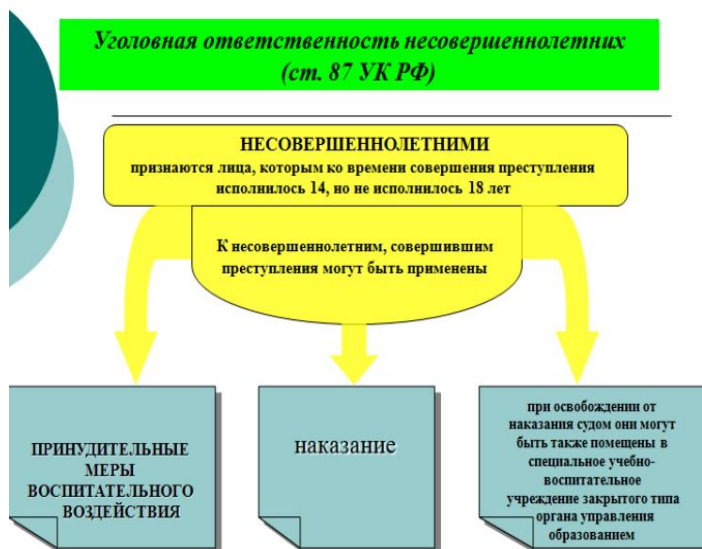 Уголовная ответственность несовершеннолетних
(ст. 87 УК РФ)
НЕСОВЕРШЕННОЛЕТНИМИ
признаются лица, которым ко времени совершения преступления
исполнилось 14, но не исполнилось 18 лет
К несовершеннолетним, совершившим
преступления могут быть применены
ПРИНУДИТЕЛЬНЫЕ
МЕРЫ
ВОСПИТАТЕЛЬНОГО
ВОЗДЕЙСТВИЯ
наказание
при освобождении от
наказания судом они могут
быть также помещены в
специальное учебно-
воспитательное
учреждение закрытого типа
органа управления
образованием